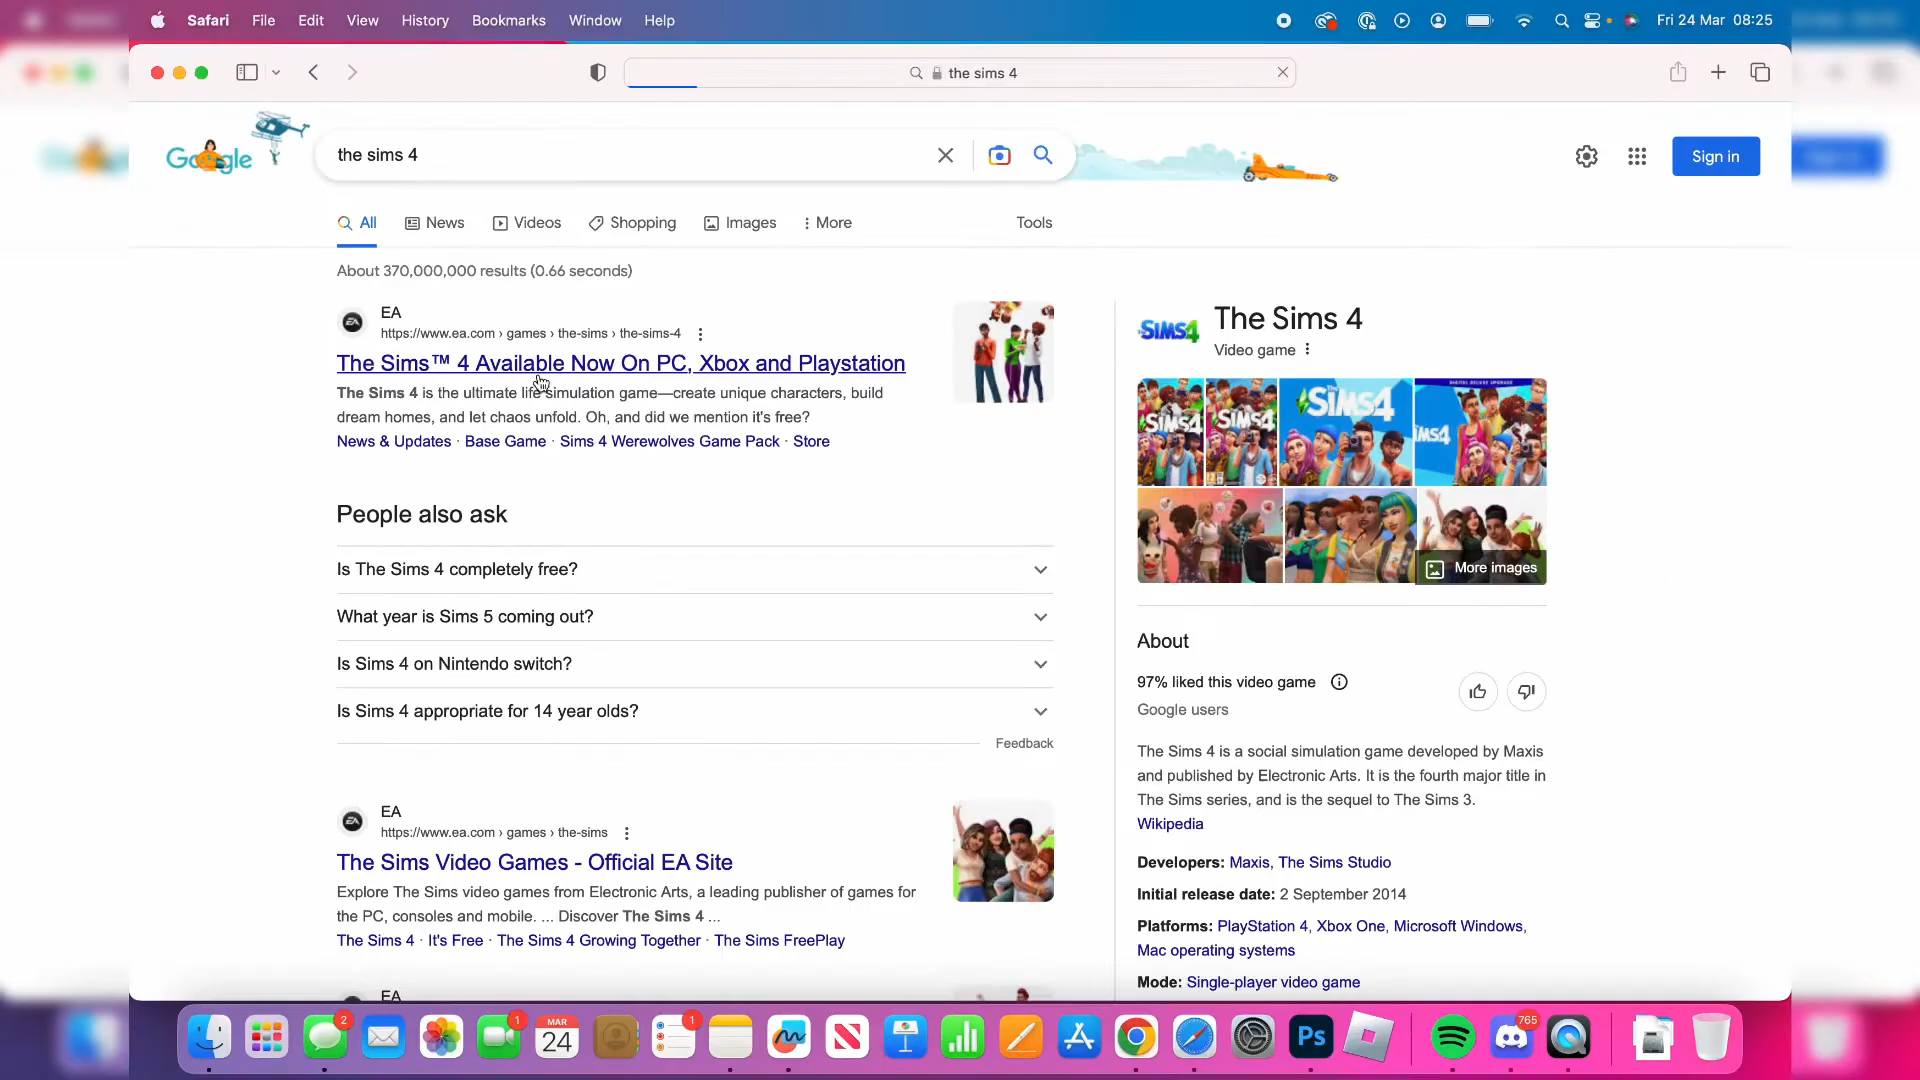 Safari File Edit View History Bookmarks Window Help Fri 24 Mar 08:25
the sims 4
Google
the sims 4
Sign in
All News Videos Shopping Images More Tools
About 370,000,000 results (0.66 seconds)
EA
https://www.ea.com › games › the-sims › the-sims-4
The Sims™ 4 Available Now On PC, Xbox and Playstation
The Sims 4 is the ultimate life simulation game—create unique characters, build
dream homes, and let chaos unfold. Oh, and did we mention it's free?
News & Updates · Base Game · Sims 4 Werewolves Game Pack · Store
People also ask
Is The Sims 4 completely free?
What year is Sims 5 coming out?
Is Sims 4 on Nintendo switch?
Is Sims 4 appropriate for 14 year olds?
Feedback
EA
https://www.ea.com › games › the-sims
The Sims Video Games - Official EA Site
Explore The Sims video games from Electronic Arts, a leading publisher of games for
the PC, consoles and mobile. ... Discover The Sims 4 ...
The Sims 4 · It's Free · The Sims 4 Growing Together · The Sims FreePlay
EA
The SIMS 4
The Sims 4
Video game
SIMS4
SIMS4
SIMS4
IMS4
More images
About
97% liked this video game
Google users
The Sims 4 is a social simulation game developed by Maxis
and published by Electronic Arts. It is the fourth major title in
The Sims series, and is the sequel to The Sims 3.
Wikipedia
Developers: Maxis, The Sims Studio
Initial release date: 2 September 2014
Platforms: PlayStation 4, Xbox One, Microsoft Windows,
Mac operating systems
Mode: Single-player video game
2 1 MAR 24 1 Ps 765